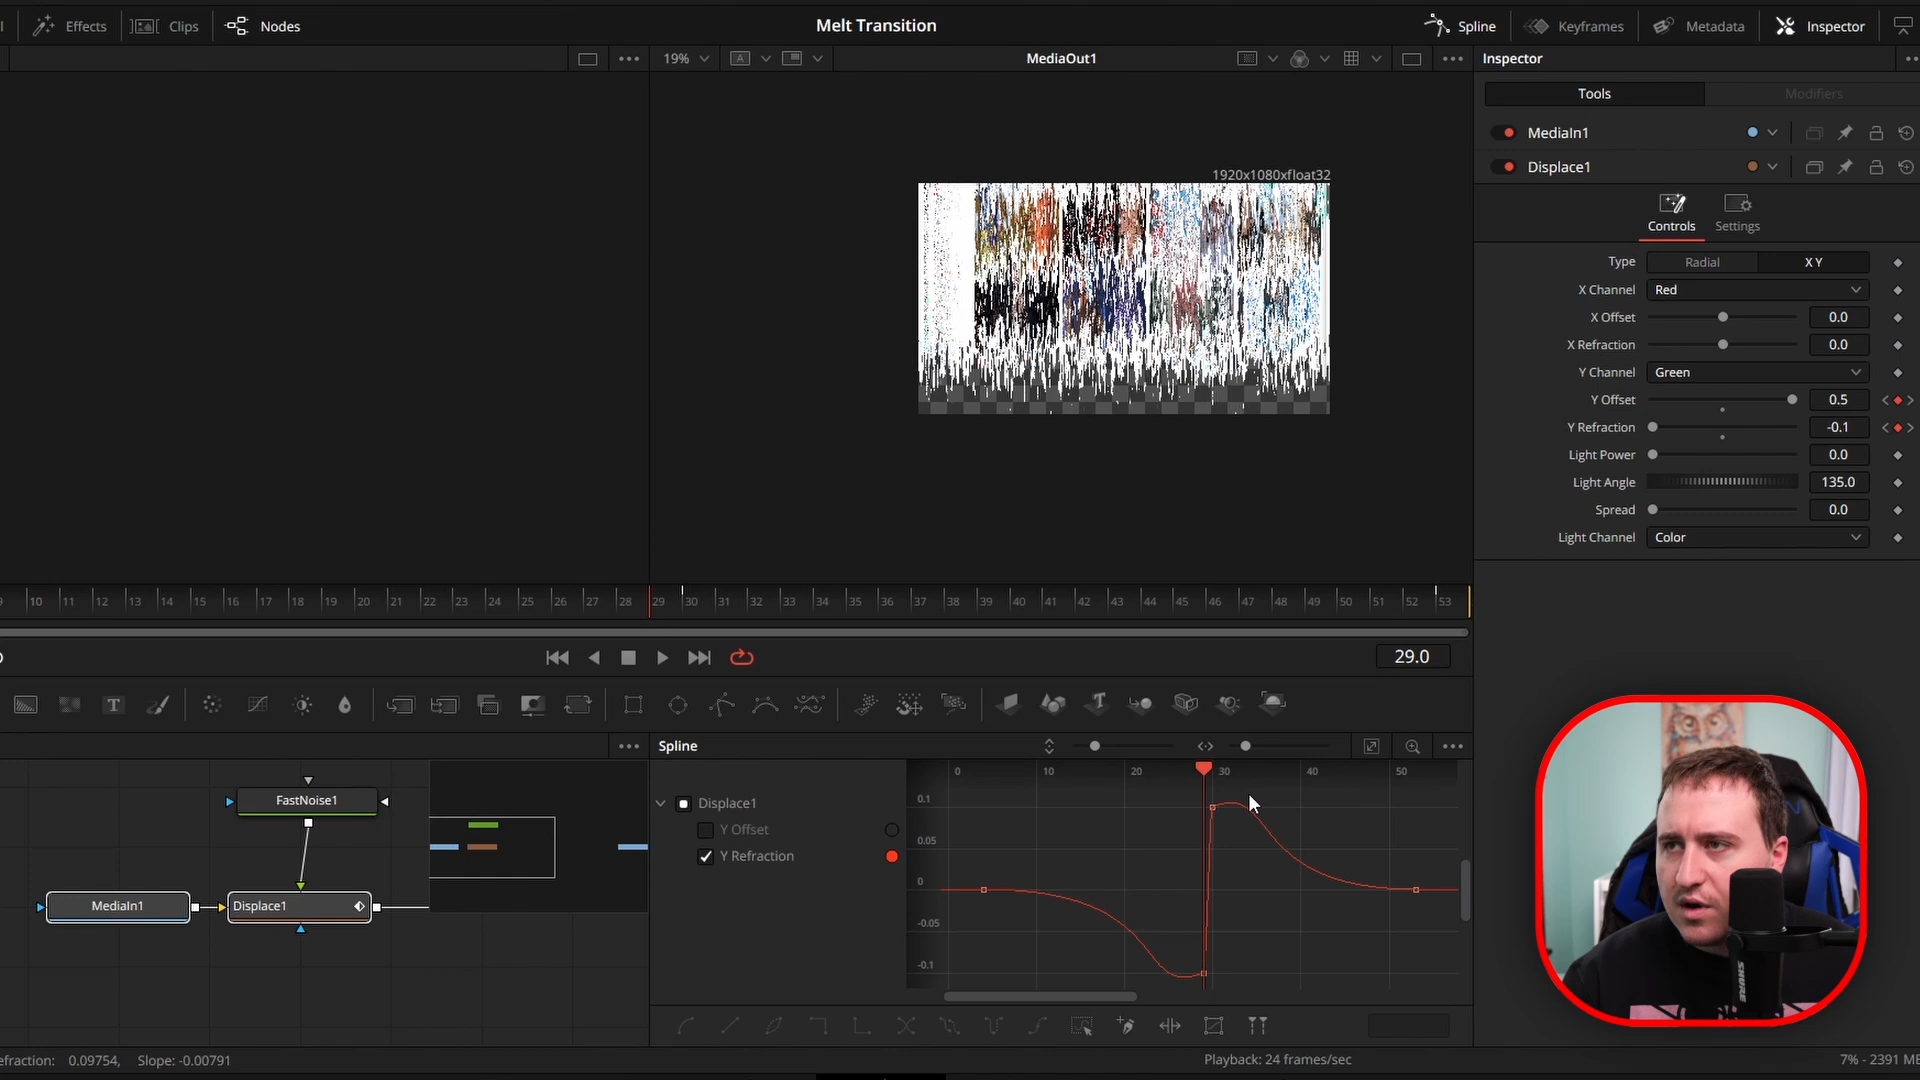 Effects
Clips
Nodes
Melt Transition
Spline
Keyframes
Metadata
Inspector
19%
A
MediaOut1
Inspector
Tools
Modifiers
MediaIn1
Displace1
Controls
Settings
1920x1080xfloat32
Type
Radial
X Y
X Channel
Red
X Offset
0.0
X Refraction
0.0
Y Channel
Green
Y Offset
0.5
Y Refraction
-0.1
Light Power
0.0
Light Angle
135.0
Spread
0.0
Light Channel
Color
9 10 11 12 13 14 15 16 17 18 19 20 21 22 23 24 25 26 27 28 29 30 31 32 33 34 35 36 37 38 39 40 41 42 43 44 45 46 47 48 49 50 51 52 53
29.0
T
T
Spline
0 10 20 30 40 50
FastNoise1
MediaIn1
Displace1
Displace1
Y Offset
Y Refraction
0.1
0.05
0
-0.05
-0.1
SHURE
efraction: 0.09754, Slope: -0.00791
Playback: 24 frames/sec
7% - 2391 ME